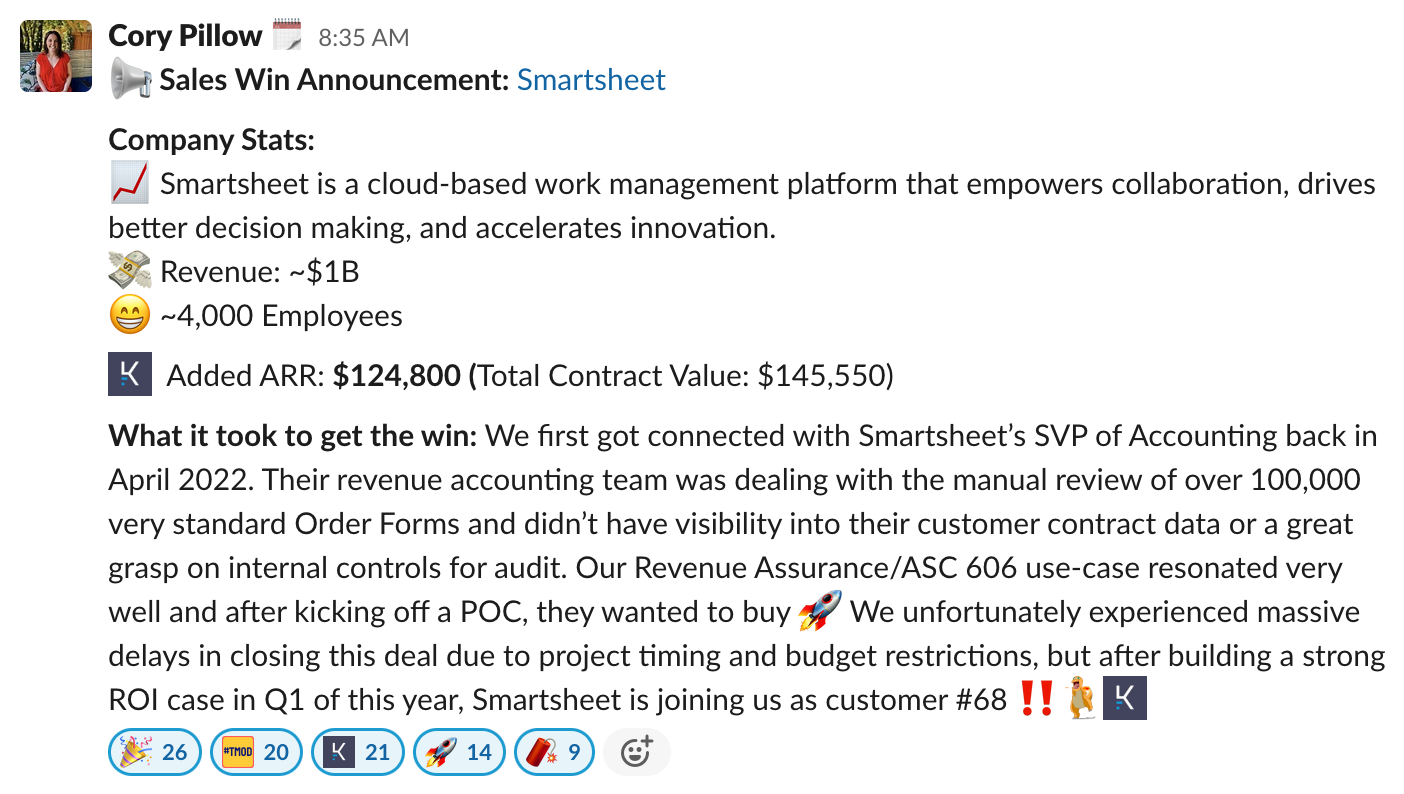 Cory Pillow 8:35 AM
Sales Win Announcement: Smartsheet
Company Stats:
Smartsheet is a cloud-based work management platform that empowers collaboration, drives
better decision making, and accelerates innovation.
Revenue: ~$1B
~4,000 Employees
K Added ARR: $124,800 (Total Contract Value: $145,550)
What it took to get the win: We first got connected with Smartsheet’s SVP of Accounting back in
April 2022. Their revenue accounting team was dealing with the manual review of over 100,000
very standard Order Forms and didn’t have visibility into their customer contract data or a great
grasp on internal controls for audit. Our Revenue Assurance/ASC 606 use-case resonated very
well and after kicking off a POC, they wanted to buy 🚀 We unfortunately experienced massive
delays in closing this deal due to project timing and budget restrictions, but after building a strong
ROI case in Q1 of this year, Smartsheet is joining us as customer #68 ‼️ K
26 #TMOD 20 K 21 14 9